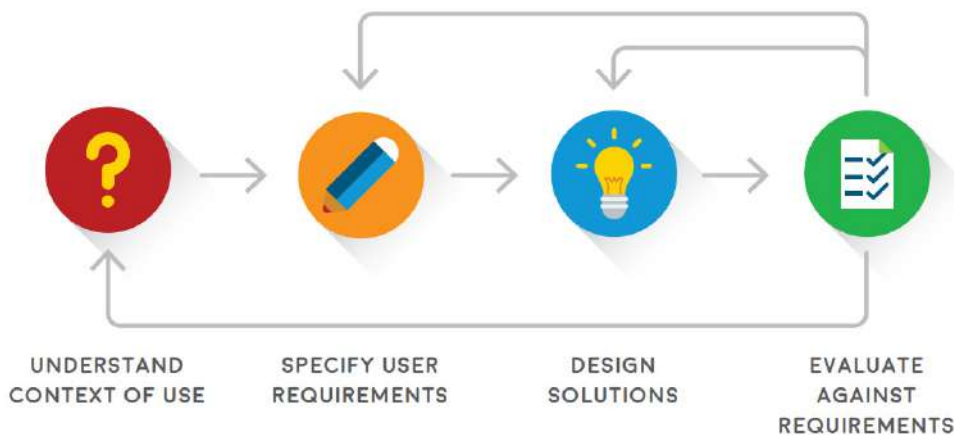 UNDERSTAND
CONTEXT OF USE
SPECIFY USER
REQUIREMENTS
DESIGN
SOLUTIONS
EVALUATE
AGAINST
REQUIREMENTS